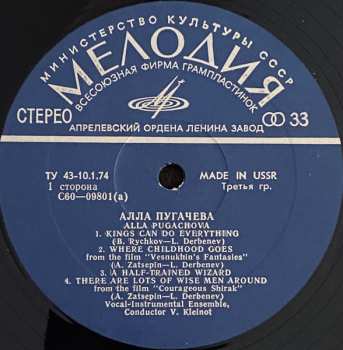 МИНИСТЕРСТВО КУЛЬТУРЫ СССР
МЕЛОДИЯ
ВСЕСОЮЗНАЯ ФИРМА ГРАМПЛАСТИНОК
СТЕРЕО
33
АПРЕЛЕВСКИЙ ОРДЕНА ЛЕНИНА ЗАВОД
ТУ 43-10.1.74
MADE IN USSR
1 сторона
Третья гр.
С60—09801(а)
АЛЛА ПУГАЧЕВА
ALLA PUGACHOVA
1. KINGS CAN DO EVERYTHING
(B. Rychkov—L. Derbenev)
2. WHERE CHILDHOOD GOES
from the film "Vesnukhin's Fantasies"
(A. Zatsepin—L. Derbenev)
3. A HALF-TRAINED WIZARD
4. THERE ARE LOTS OF WISE MEN AROUND
from the film "Courageous Shirak"
(A. Zatsepin—L. Derbenev)
Vocal-Instrumental Ensemble,
Conductor V. Kleinot